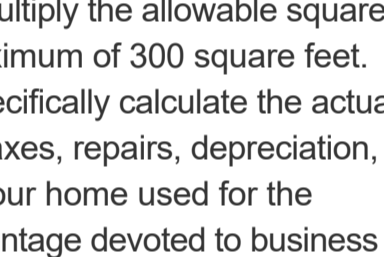 ultiply the allowable square
imum of 300 square feet.
ecifically calculate the actua
axes, repairs, depreciation,
our home used for the
ntage devoted to business